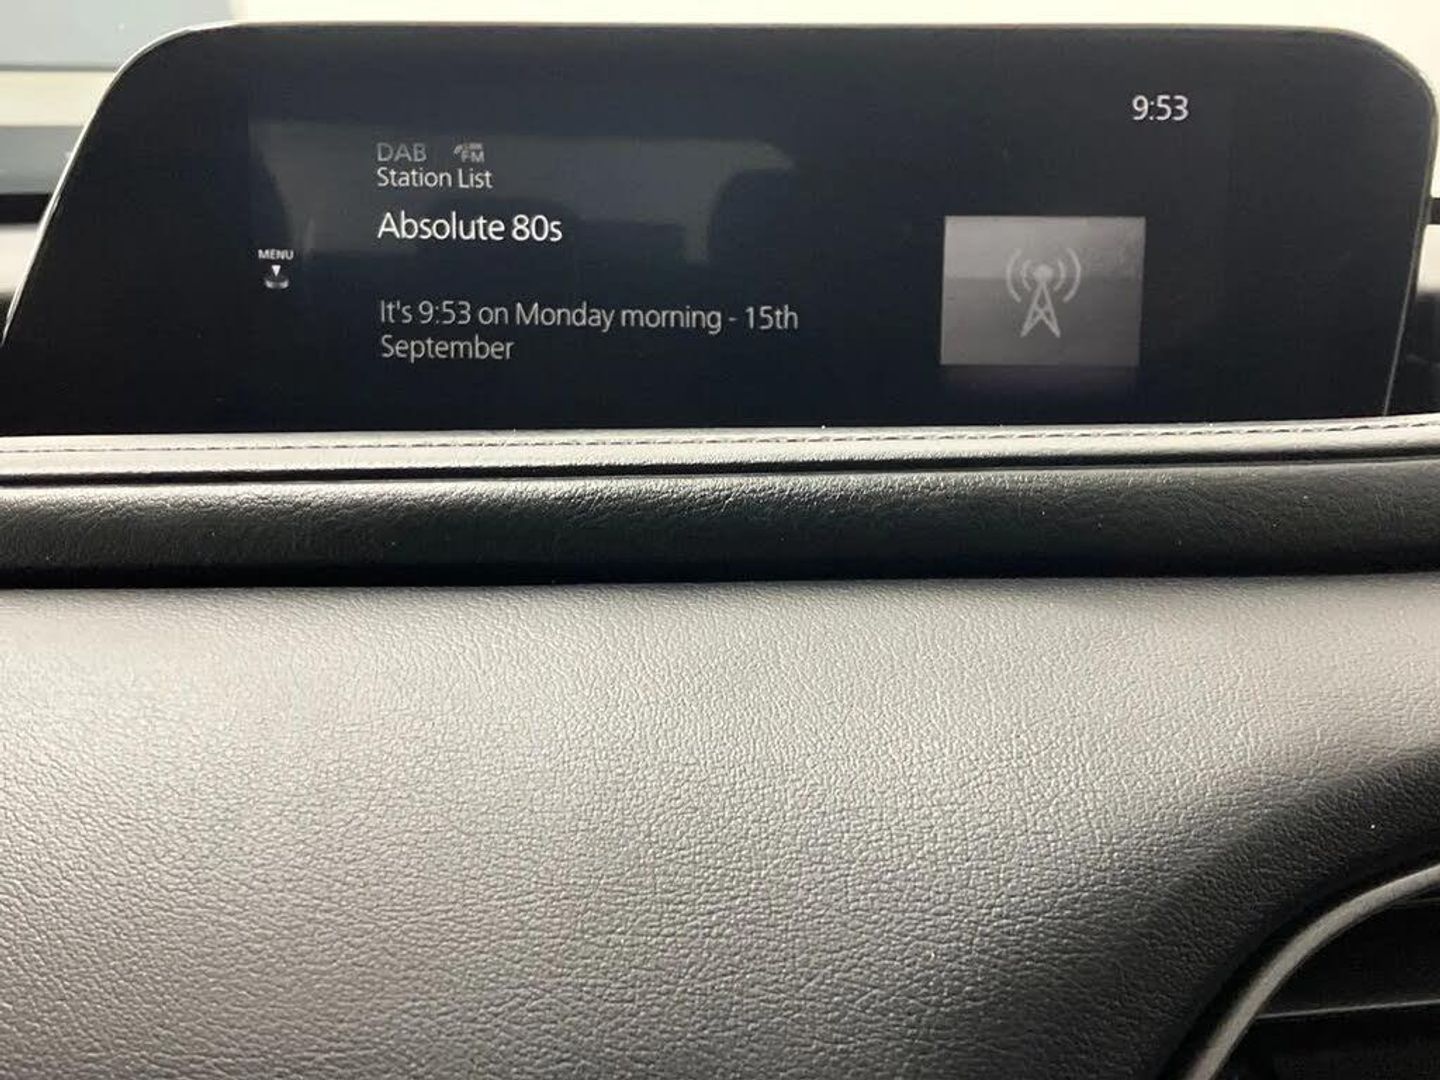 9:53
DAB FM
Station List
Absolute 80s
MENU
It's 9:53 on Monday morning - 15th
September